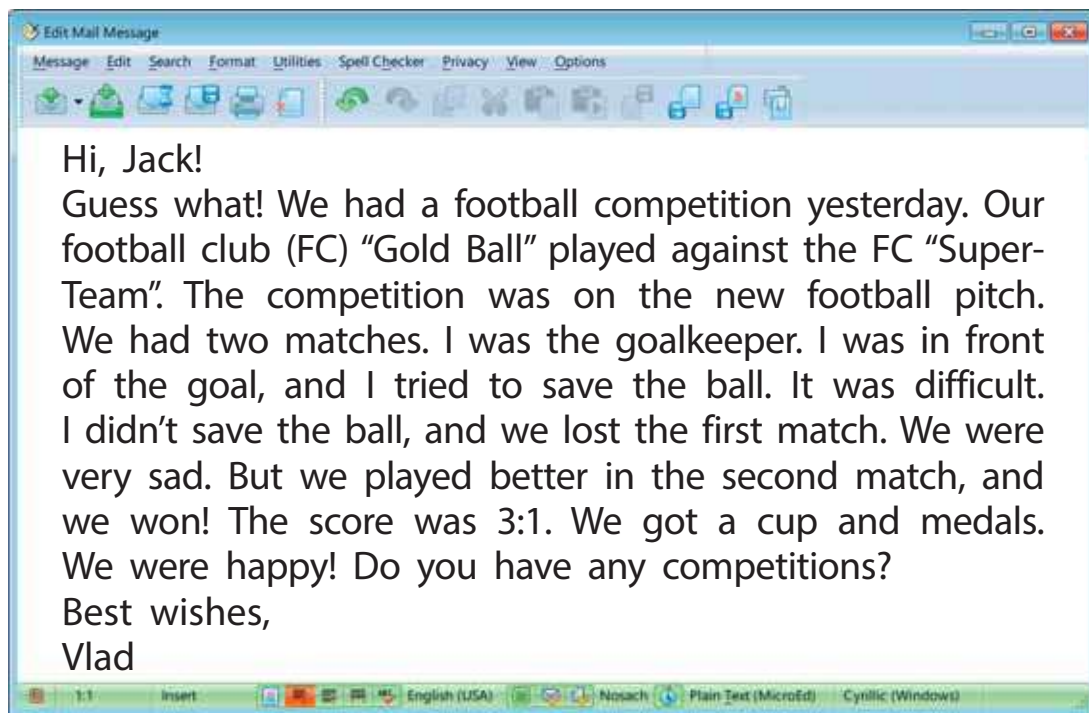 Edit Mail Message
Message Edit Search Format Utilities Spell Checker Privacy View Options
Hi, Jack!
Guess what! We had a football competition yesterday. Our
football club (FC) “Gold Ball” played against the FC “Super-
Team”. The competition was on the new football pitch.
We had two matches. I was the goalkeeper. I was in front
of the goal, and I tried to save the ball. It was difficult.
I didn’t save the ball, and we lost the first match. We were
very sad. But we played better in the second match, and
we won! The score was 3:1. We got a cup and medals.
We were happy! Do you have any competitions?
Best wishes,
Vlad
1:1 Insert English (USA) Nosach Plain Text (MicroEd) Cyrillic (Windows)